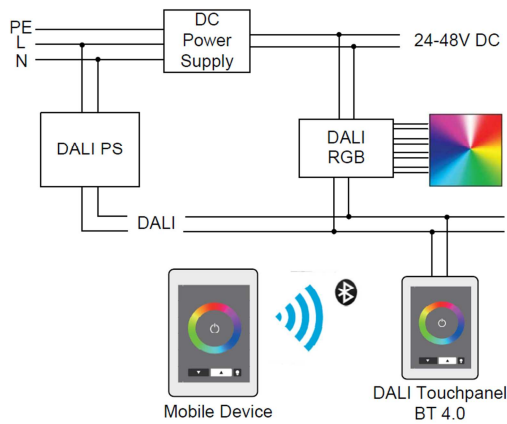 PE
L
N
DC
Power
Supply
24-48V DC
DALI PS
DALI
RGB
DALI
Mobile Device
DALI Touchpanel
BT 4.0